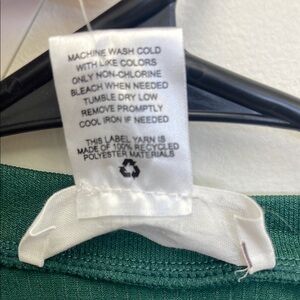 MACHINE WASH COLD
WITH LIKE COLORS
ONLY NON-CHLORINE
BLEACH WHEN NEEDED
TUMBLE DRY LOW
REMOVE PROMPTLY
COOL IRON IF NEEDED
THIS LABEL YARN IS
MADE OF 100% RECYCLED
POLYESTER MATERIALS